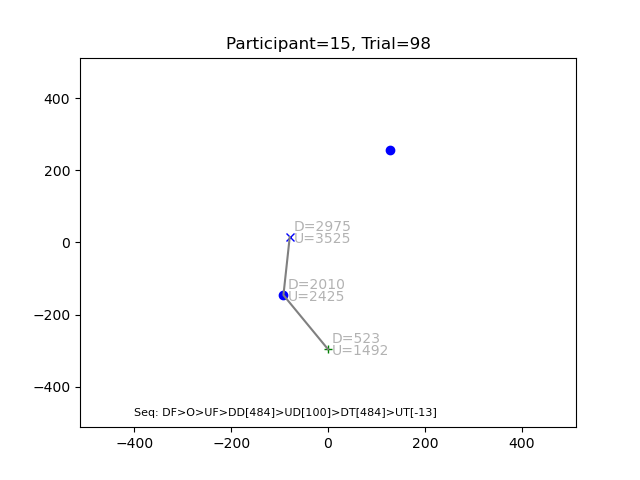 Participant=15, Trial=98
400
200
0
−200
−400
D=2975
U=3525
D=2010
U=2425
D=523
U=1492
Seq: DF>O>UF>DD[484]>UD[100]>DT[484]>UT[-13]
−400
−200
0
200
400